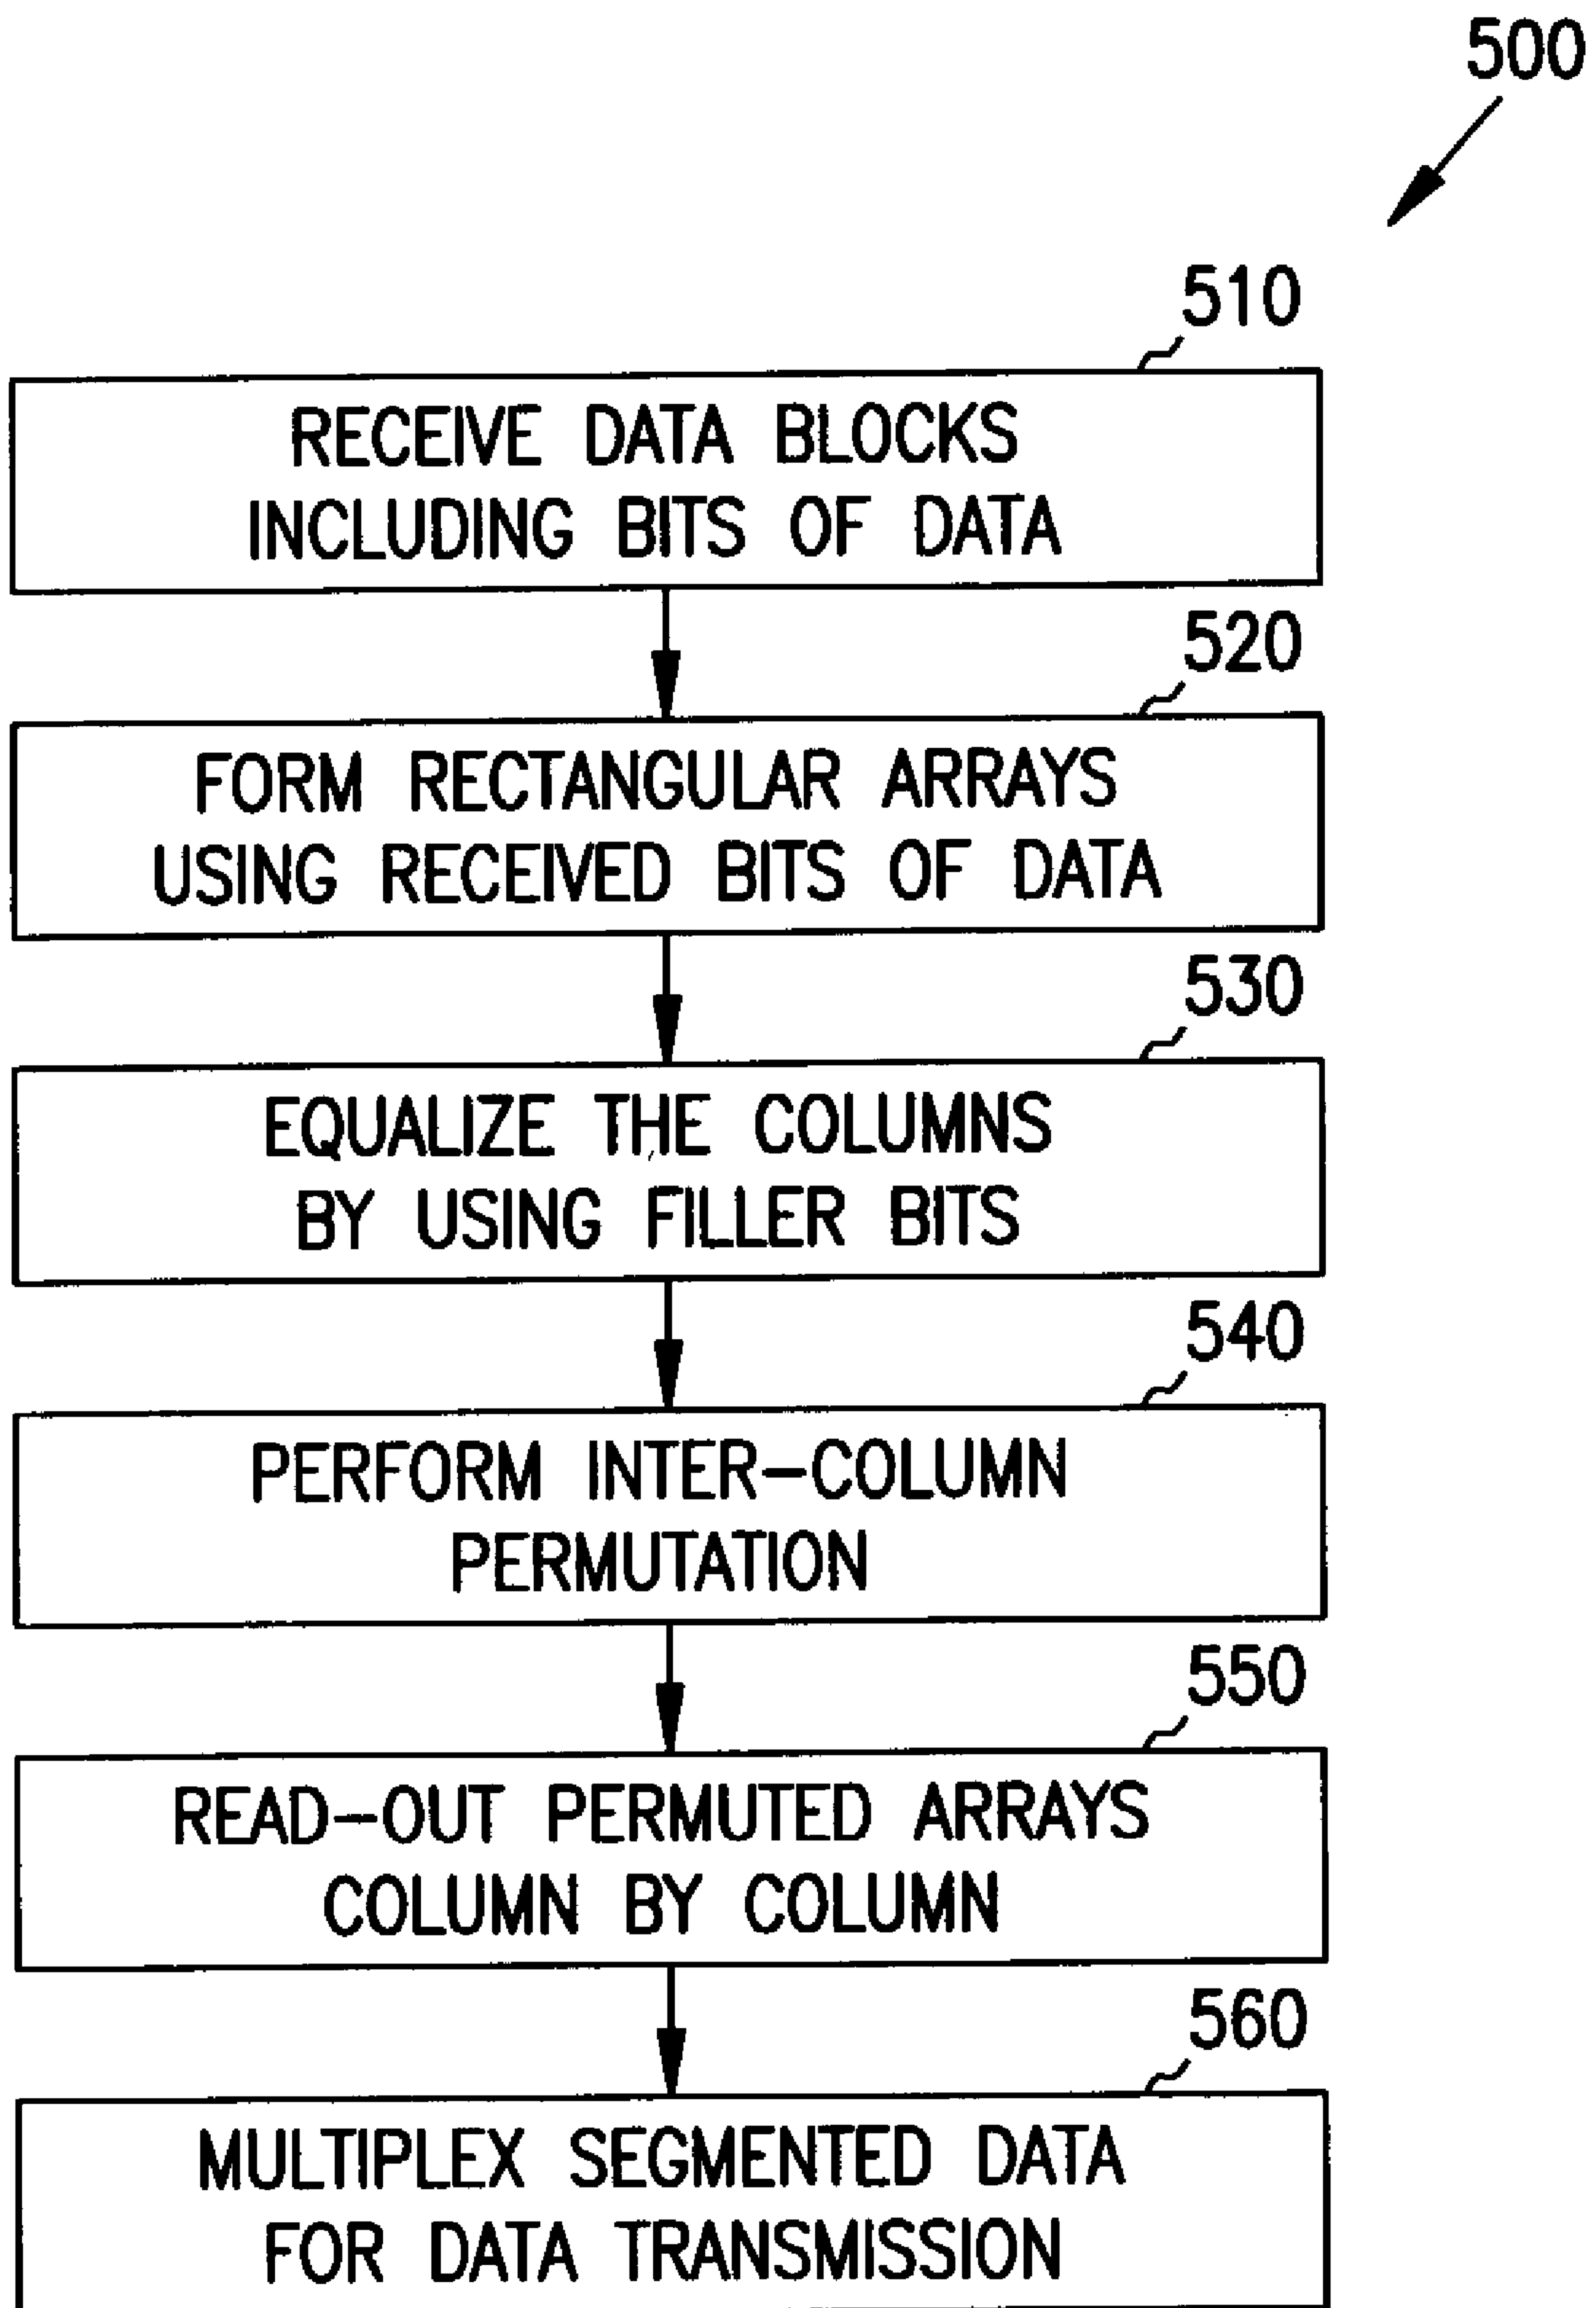 500
510
RECEIVE DATA BLOCKS
INCLUDING BITS OF DATA
520
FORM RECTANGULAR ARRAYS
USING RECEIVED BITS OF DATA
530
EQUALIZE THE COLUMNS
BY USING FILLER BITS
540
PERFORM INTER-COLUMN
PERMUTATION
550
READ-OUT PERMUTED ARRAYS
COLUMN BY COLUMN
560
MULTIPLEX SEGMENTED DATA
FOR DATA TRANSMISSION